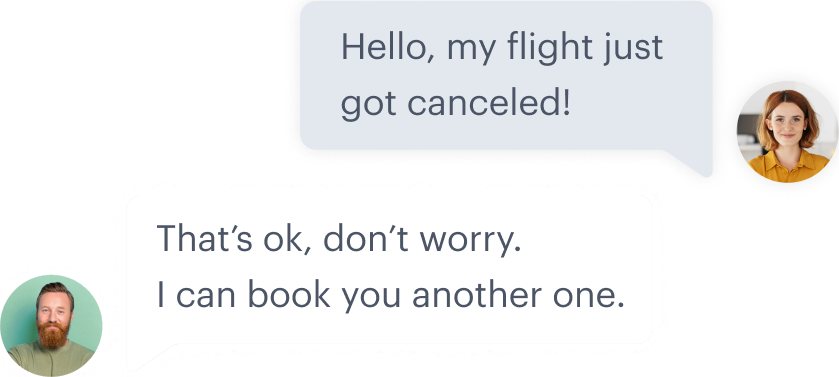 Hello, my flight just
got canceled!
That’s ok, don’t worry.
I can book you another one.